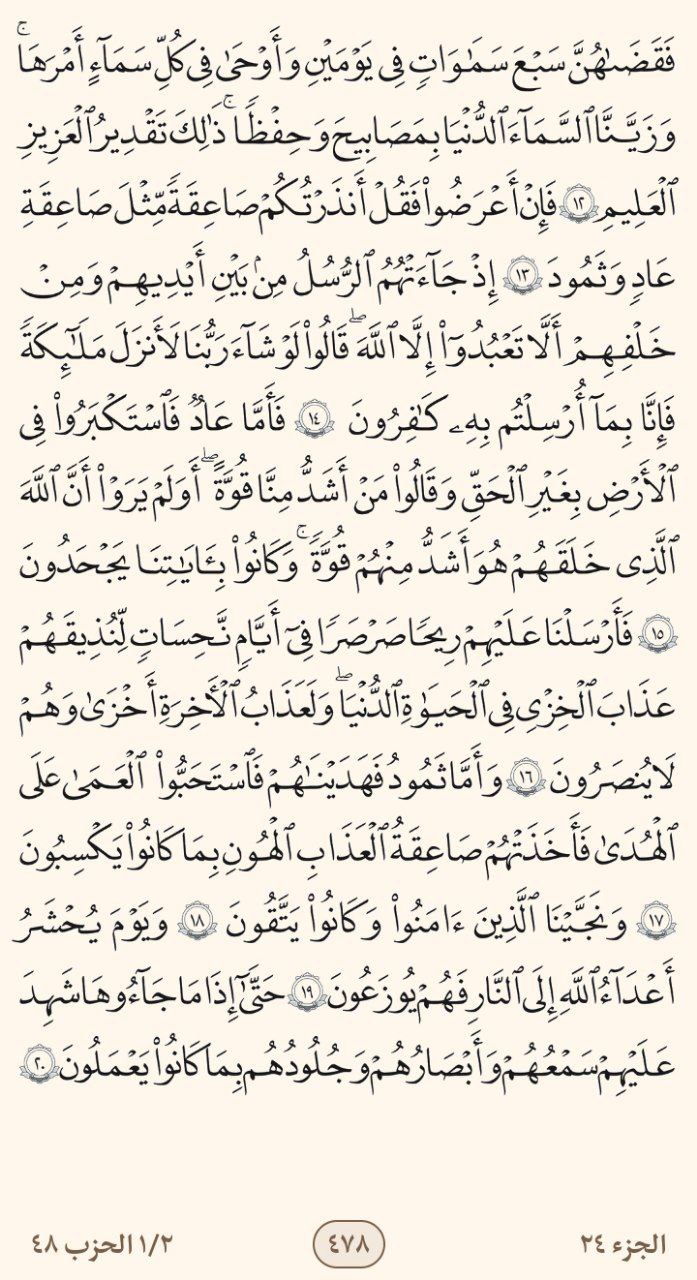 فَقَضَىٰهُنَّ سَبْعَ سَمَٰوَاتٍ فِى يَوْمَيْنِ وَأَوْحَىٰ فِى كُلِّ سَمَآءٍ أَمْرَهَا ۚ
وَزَيَّنَّا ٱلسَّمَآءَ ٱلدُّنْيَا بِمَصَٰبِيحَ وَحِفْظًا ۚ ذَٰلِكَ تَقْدِيرُ ٱلْعَزِيزِ
ٱلْعَلِيمِ ١٢ فَإِنْ أَعْرَضُوا۟ فَقُلْ أَنذَرْتُكُمْ صَٰعِقَةً مِّثْلَ صَٰعِقَةِ
عَادٍ وَثَمُودَ ١٣ إِذْ جَآءَتْهُمُ ٱلرُّسُلُ مِنۢ بَيْنِ أَيْدِيهِمْ وَمِنْ
خَلْفِهِمْ أَلَّا تَعْبُدُوٓا۟ إِلَّا ٱللَّهَ ۖ قَالُوا۟ لَوْ شَآءَ رَبُّنَا لَأَنزَلَ مَلَٰٓئِكَةً
فَإِنَّا بِمَآ أُرْسِلْتُم بِهِۦ كَٰفِرُونَ ١٤ فَأَمَّا عَادٌ فَٱسْتَكْبَرُوا۟ فِى
ٱلْأَرْضِ بِغَيْرِ ٱلْحَقِّ وَقَالُوا۟ مَنْ أَشَدُّ مِنَّا قُوَّةً ۖ أَوَلَمْ يَرَوْا۟ أَنَّ ٱللَّهَ
ٱلَّذِى خَلَقَهُمْ هُوَ أَشَدُّ مِنْهُمْ قُوَّةً ۚ وَكَانُوا۟ بِـَٔايَٰتِنَا يَجْحَدُونَ
١٥ فَأَرْسَلْنَا عَلَيْهِمْ رِيحًا صَرْصَرًا فِىٓ أَيَّامٍ نَّحِسَاتٍ لِّنُذِيقَهُمْ
عَذَابَ ٱلْخِزْىِ فِى ٱلْحَيَوٰةِ ٱلدُّنْيَا ۖ وَلَعَذَابُ ٱلْأَخِرَةِ أَخْزَىٰ وَهُمْ
لَا يُنصَرُونَ ١٦ وَأَمَّا ثَمُودُ فَهَدَيْنَٰهُمْ فَٱسْتَحَبُّوا۟ ٱلْعَمَىٰ عَلَى
ٱلْهُدَىٰ فَأَخَذَتْهُمْ صَٰعِقَةُ ٱلْعَذَابِ ٱلْهُونِ بِمَا كَانُوا۟ يَكْسِبُونَ
١٧ وَنَجَّيْنَا ٱلَّذِينَ ءَامَنُوا۟ وَكَانُوا۟ يَتَّقُونَ ١٨ وَيَوْمَ يُحْشَرُ
أَعْدَآءُ ٱللَّهِ إِلَى ٱلنَّارِ فَهُمْ يُوزَعُونَ ١٩ حَتَّىٰٓ إِذَا مَا جَآءُوهَا شَهِدَ
عَلَيْهِمْ سَمْعُهُمْ وَأَبْصَٰرُهُمْ وَجُلُودُهُم بِمَا كَانُوا۟ يَعْمَلُونَ ٢٠
الجزء ٢٤ ٤٧٨ ١/٢ الحزب ٤٨